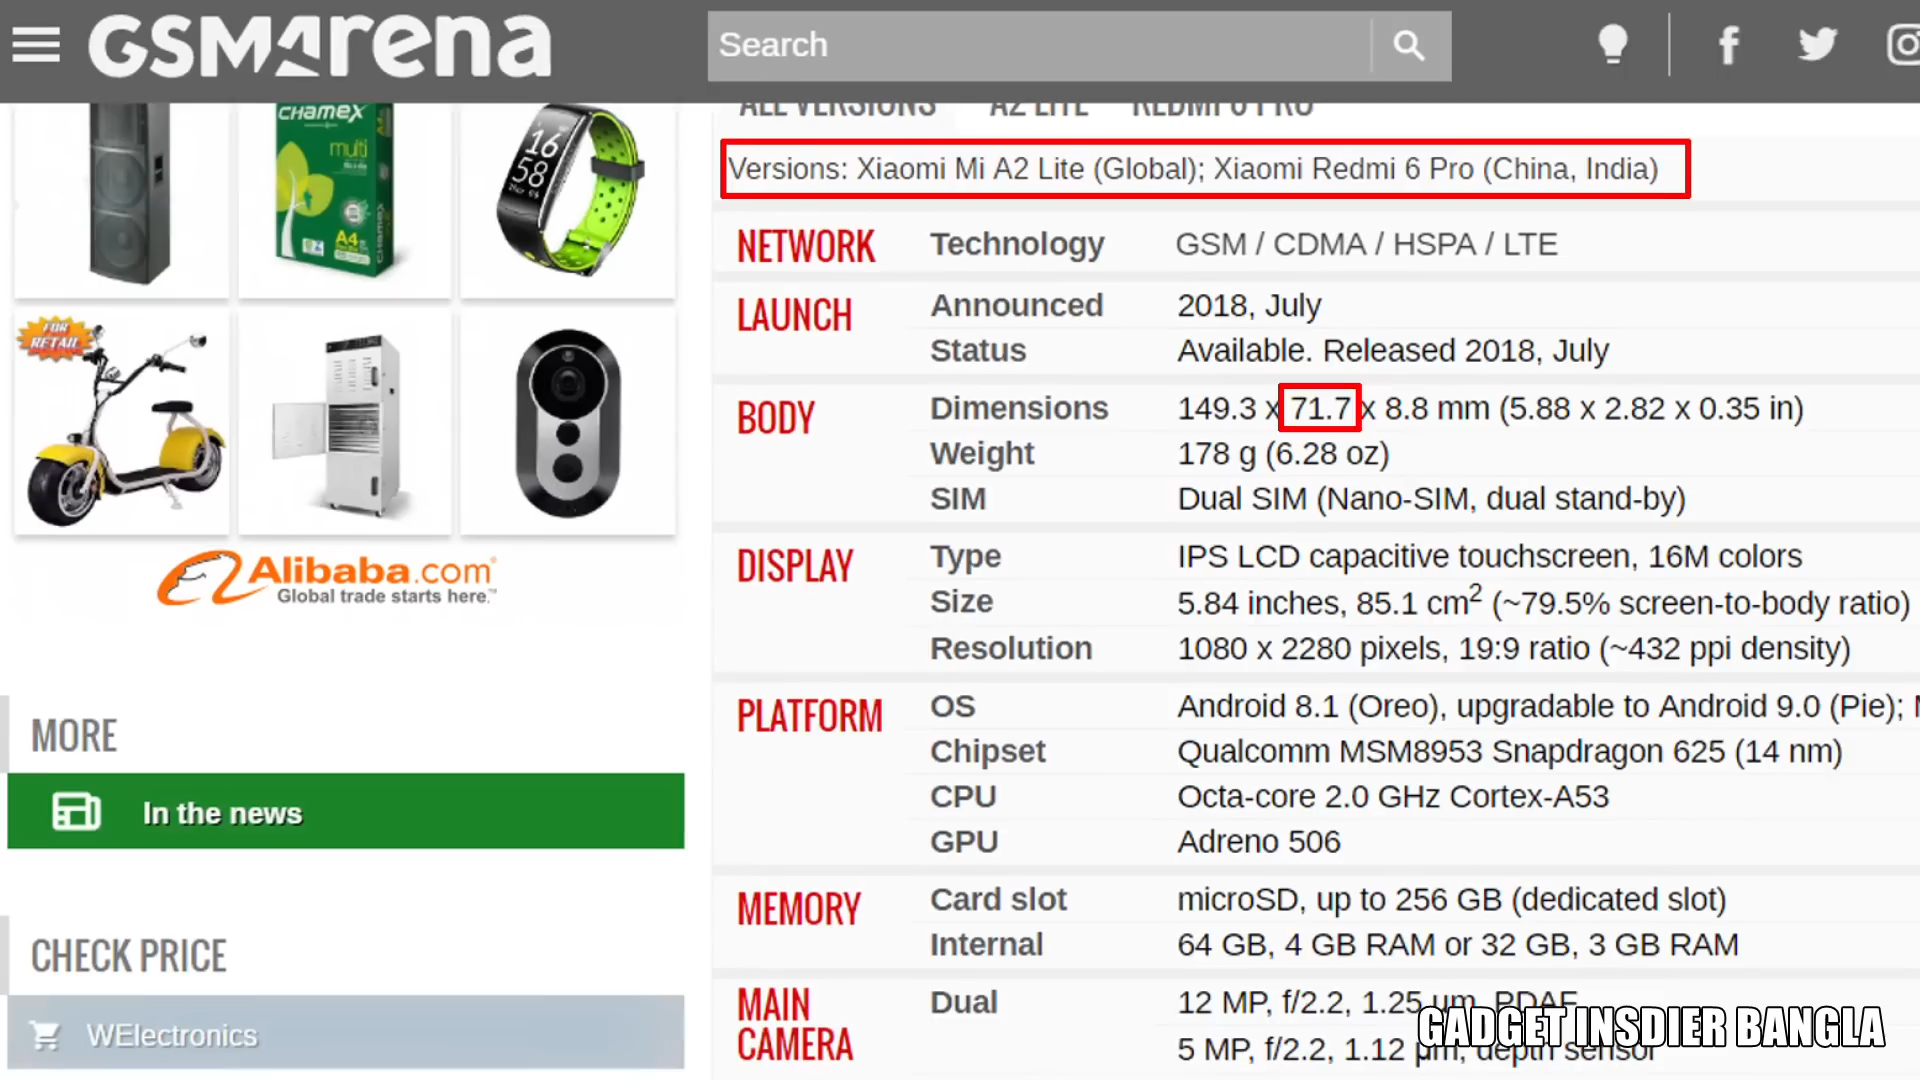 GSMArena
Search
ALL VERSIONS A2 LITE REDMI 6 PRO
Versions: Xiaomi Mi A2 Lite (Global); Xiaomi Redmi 6 Pro (China, India)
NETWORK Technology GSM / CDMA / HSPA / LTE
LAUNCH Announced 2018, July
Status Available. Released 2018, July
BODY Dimensions 149.3 x 71.7 x 8.8 mm (5.88 x 2.82 x 0.35 in)
Weight 178 g (6.28 oz)
SIM Dual SIM (Nano-SIM, dual stand-by)
DISPLAY Type IPS LCD capacitive touchscreen, 16M colors
Size 5.84 inches, 85.1 cm2 (~79.5% screen-to-body ratio)
Resolution 1080 x 2280 pixels, 19:9 ratio (~432 ppi density)
PLATFORM OS Android 8.1 (Oreo), upgradable to Android 9.0 (Pie);
Chipset Qualcomm MSM8953 Snapdragon 625 (14 nm)
CPU Octa-core 2.0 GHz Cortex-A53
GPU Adreno 506
MEMORY Card slot microSD, up to 256 GB (dedicated slot)
Internal 64 GB, 4 GB RAM or 32 GB, 3 GB RAM
MAIN CAMERA Dual 12 MP, f/2.2, 1.25µm, PDAF
5 MP, f/2.2, 1.12 µm, depth sensor
GADGET INSDIER BANGLA
CHAMEX
multi
A4
16
58
FOR
RETAIL
Alibaba.com
Global trade starts here.™
MORE
In the news
CHECK PRICE
WElectronics